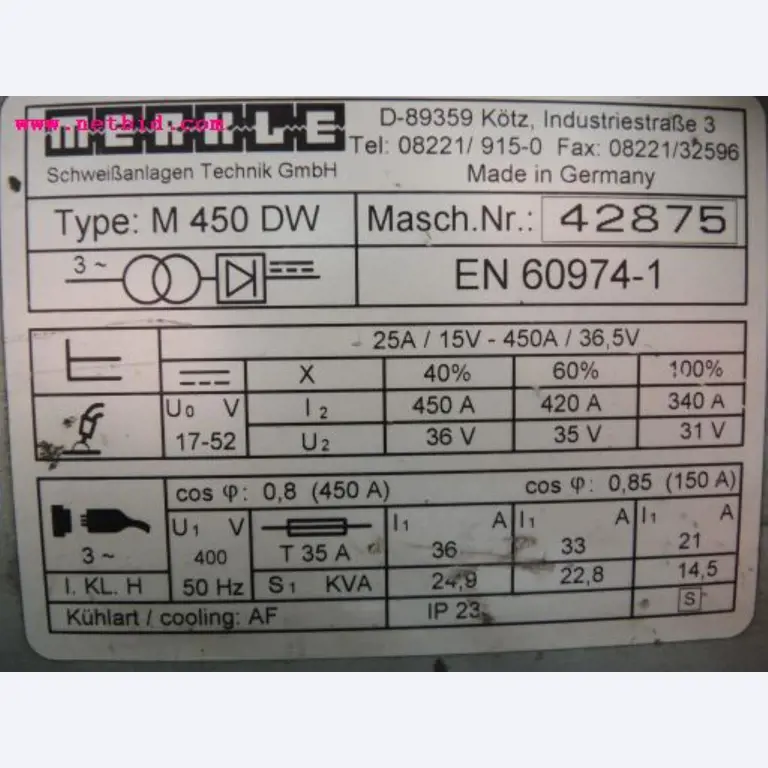 www.netbid.com
MERKLE
D-89359 Kötz, Industriestraße 3
Tel: 08221/ 915-0 Fax: 08221/32596
Schweißanlagen Technik GmbH
Made in Germany
Type: M 450 DW
Masch.Nr.: 42875
3 ~
EN 60974-1
25A / 15V - 450A / 36,5V
X 40% 60% 100%
U0 V I2 450 A 420 A 340 A
17-52 U2 36 V 35 V 31 V
cos φ: 0,8 (450 A) cos φ: 0,85 (150 A)
U1 V I1 A I1 A I1 A
3 ~ 400 T 35 A 36 33 21
I. KL. H 50 Hz S1 KVA 24,9 22,8 14,5
Kühlart / cooling: AF IP 23 S